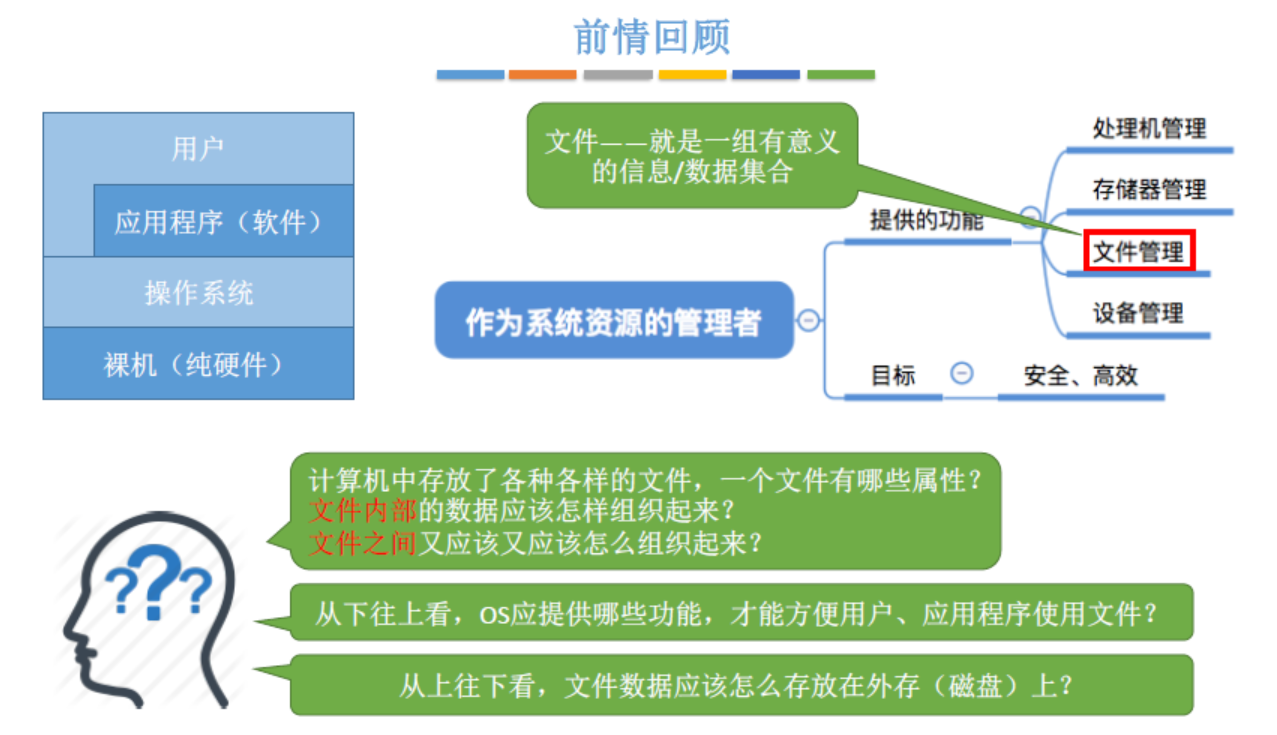 前情回顾
用户
应用程序（软件）
操作系统
裸机（纯硬件）
文件——就是一组有意义
的信息/数据集合
作为系统资源的管理者
提供的功能
处理机管理
存储器管理
文件管理
设备管理
目标
安全、高效
???
计算机中存放了各种各样的文件，一个文件有哪些属性？
文件内部的数据应该怎样组织起来？
文件之间又应该又应该怎么组织起来？
从下往上看，OS应提供哪些功能，才能方便用户、应用程序使用文件？
从上往下看，文件数据应该怎么存放在外存（磁盘）上？